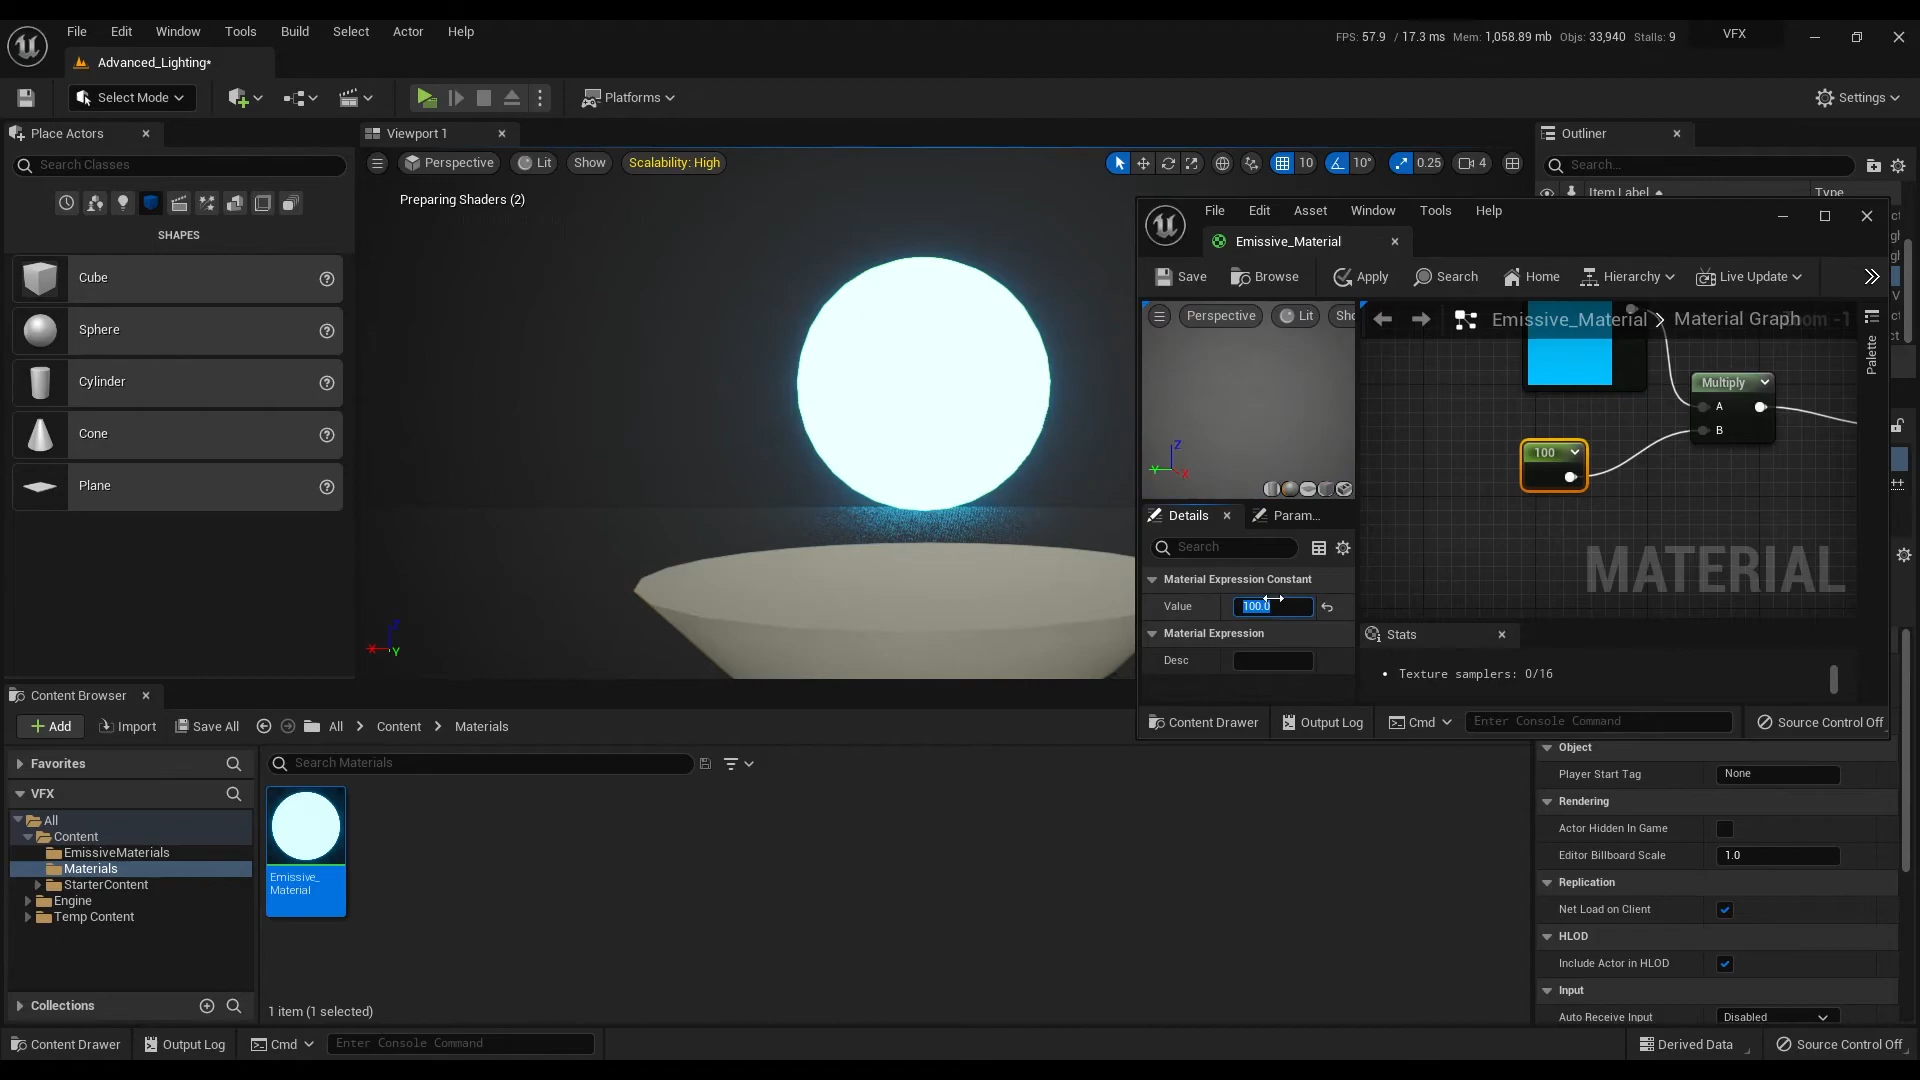 File Edit Window Tools Build Select Actor Help
FPS: 57.9 / 17.3 ms Mem: 1,058.89 mb Objs: 33,940 Stalls: 9
VFX
Advanced_Lighting*
Select Mode
Platforms
Settings
Place Actors
Search Classes
SHAPES
Cube
Sphere
Cylinder
Cone
Plane
Viewport 1
Perspective Lit Show Scalability: High
10 10° 0.25 4
Preparing Shaders (2)
Z
X Y
Outliner
Search...
Item Label Type
File Edit Asset Window Tools Help
Emissive_Material
Save Browse Apply Search Home Hierarchy Live Update
Perspective Lit Sho
Z
Y X
Emissive_Material > Material Graph
Zoom -1
Palette
Multiply
A
B
100
MATERIAL
Details Param...
Search
Material Expression Constant
Value 100.0
Material Expression
Desc
Stats
• Texture samplers: 0/16
Content Drawer Output Log Cmd Enter Console Command Source Control Off
Content Browser
Add Import Save All All > Content > Materials
Favorites
VFX
All
Content
EmissiveMaterials
Materials
StarterContent
Engine
Temp Content
Collections
Search Materials
Emissive_
Material
1 item (1 selected)
Object
Player Start Tag None
Rendering
Actor Hidden In Game
Editor Billboard Scale 1.0
Replication
Net Load on Client
HLOD
Include Actor in HLOD
Input
Auto Receive Input Disabled
Content Drawer Output Log Cmd Enter Console Command
Derived Data Source Control Off